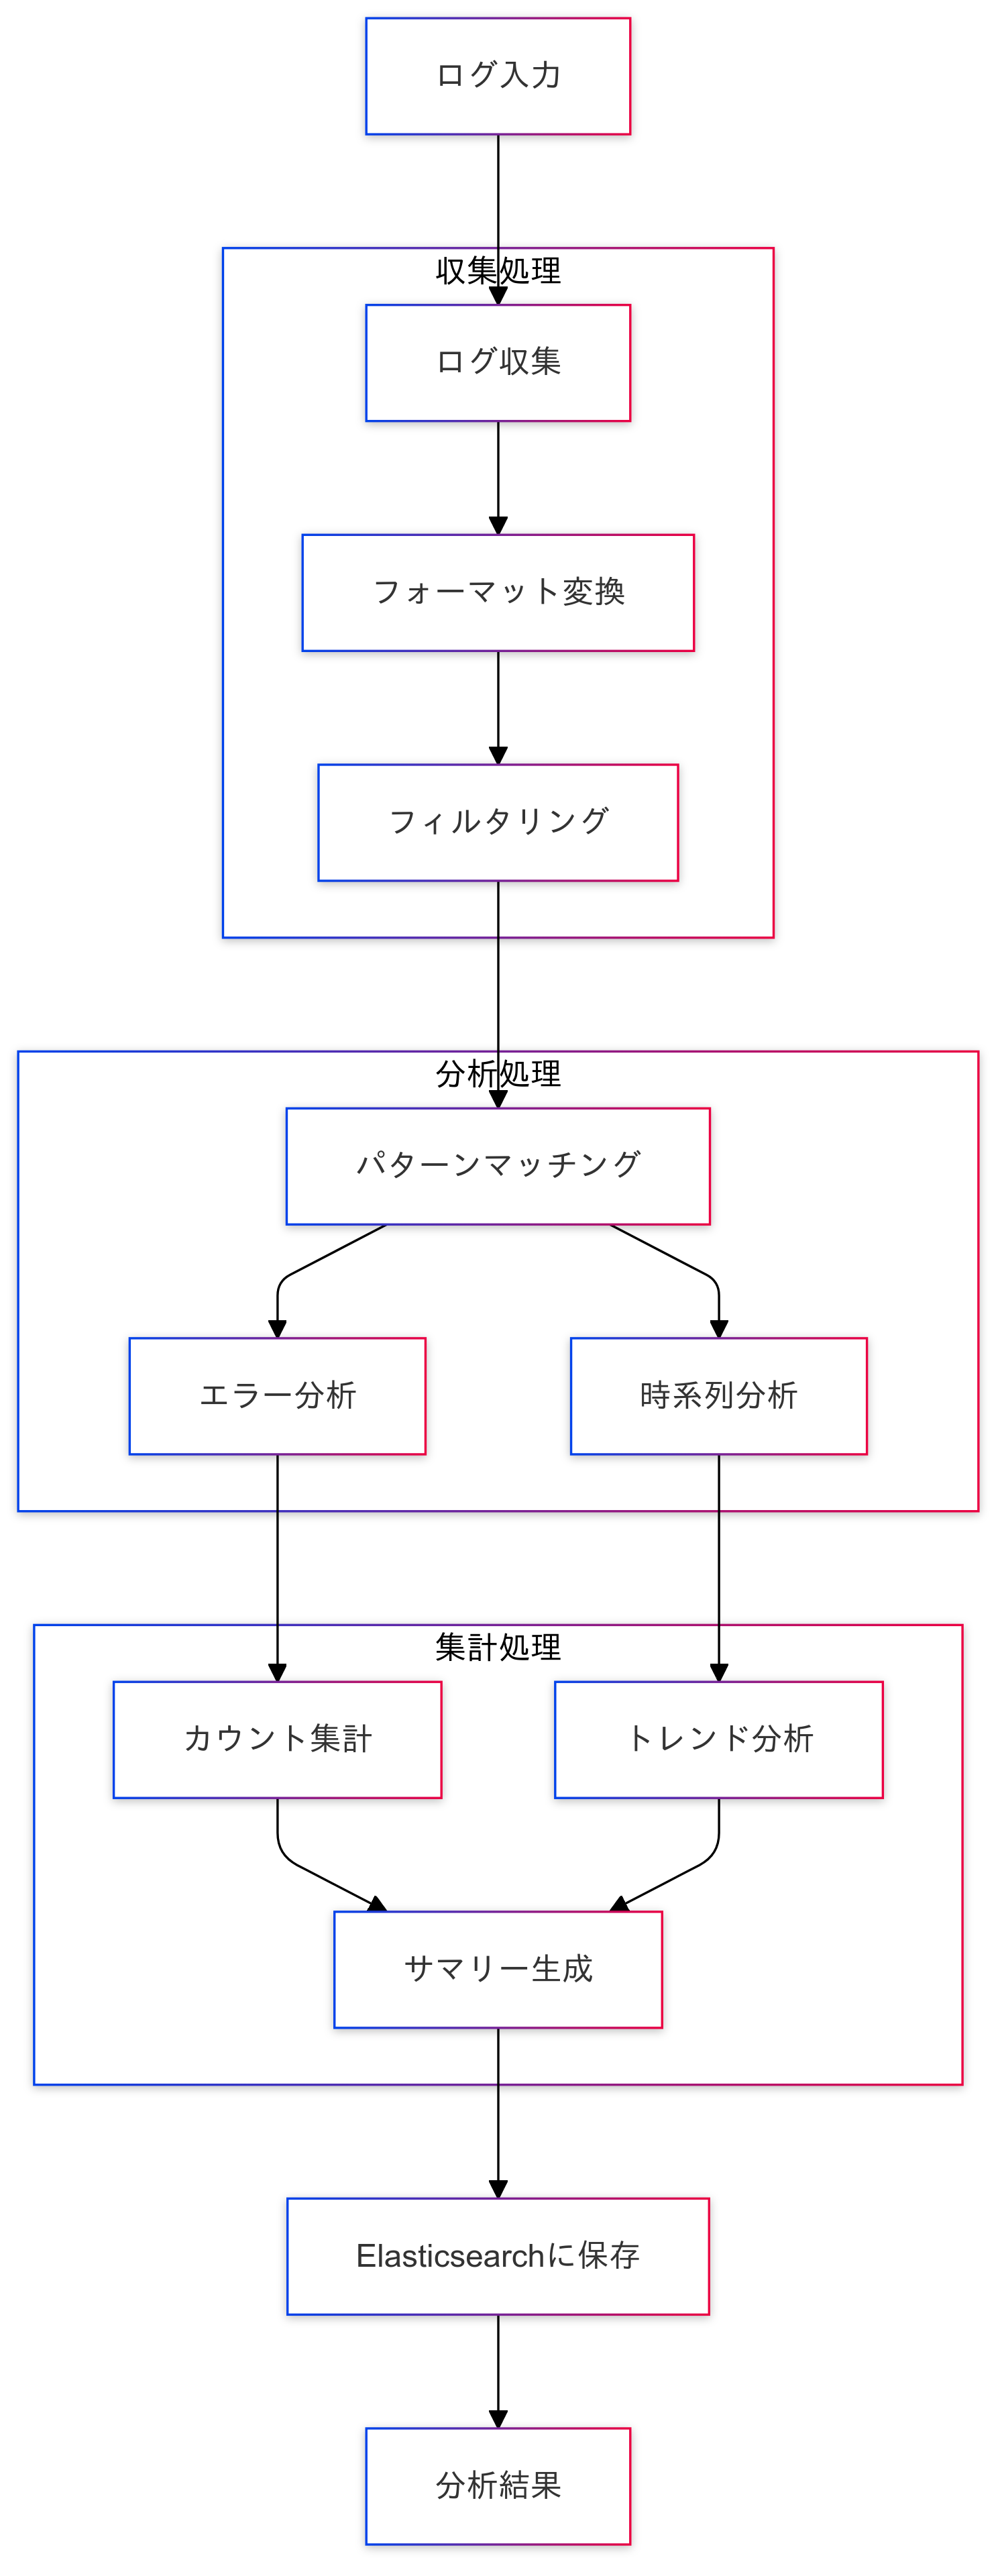 ログ入力
収集処理
ログ収集
フォーマット変換
フィルタリング
分析処理
パターンマッチング
エラー分析
時系列分析
集計処理
カウント集計
トレンド分析
サマリー生成
Elasticsearchに保存
分析結果